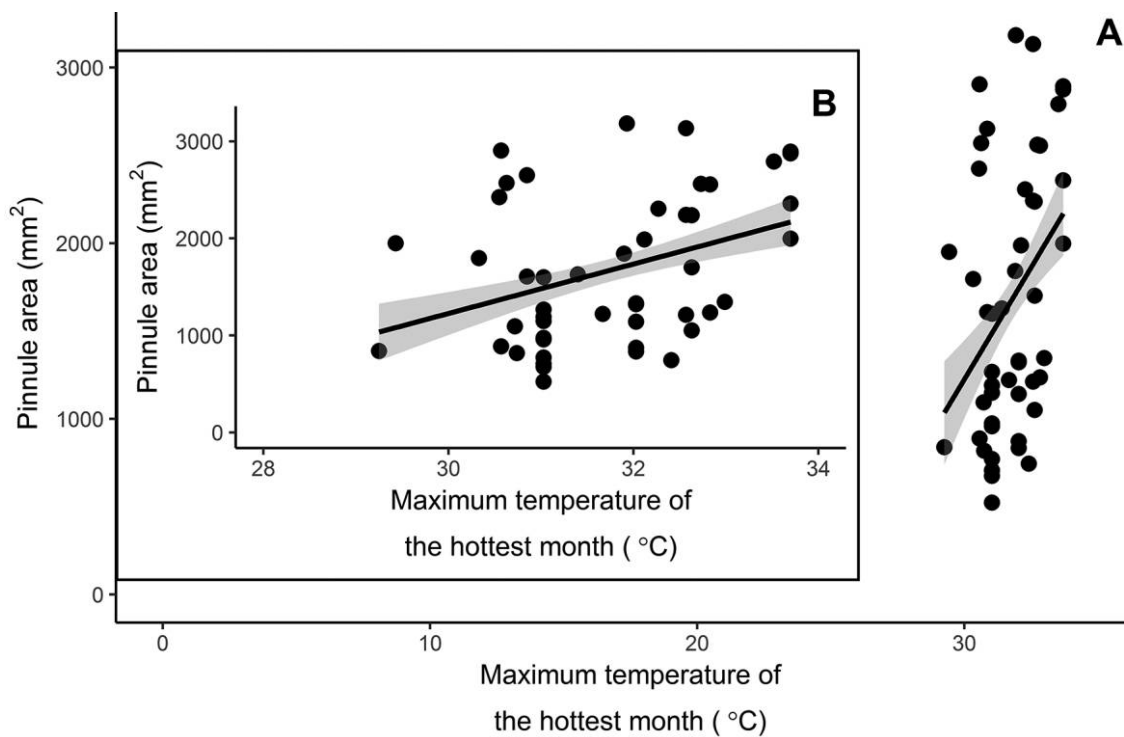 A
3000
2000
1000
0
Pinnule area (mm²)
0
10
20
30
Maximum temperature of
the hottest month ( °C)
B
3000
2000
1000
0
Pinnule area (mm²)
28
30
32
34
Maximum temperature of
the hottest month ( °C)